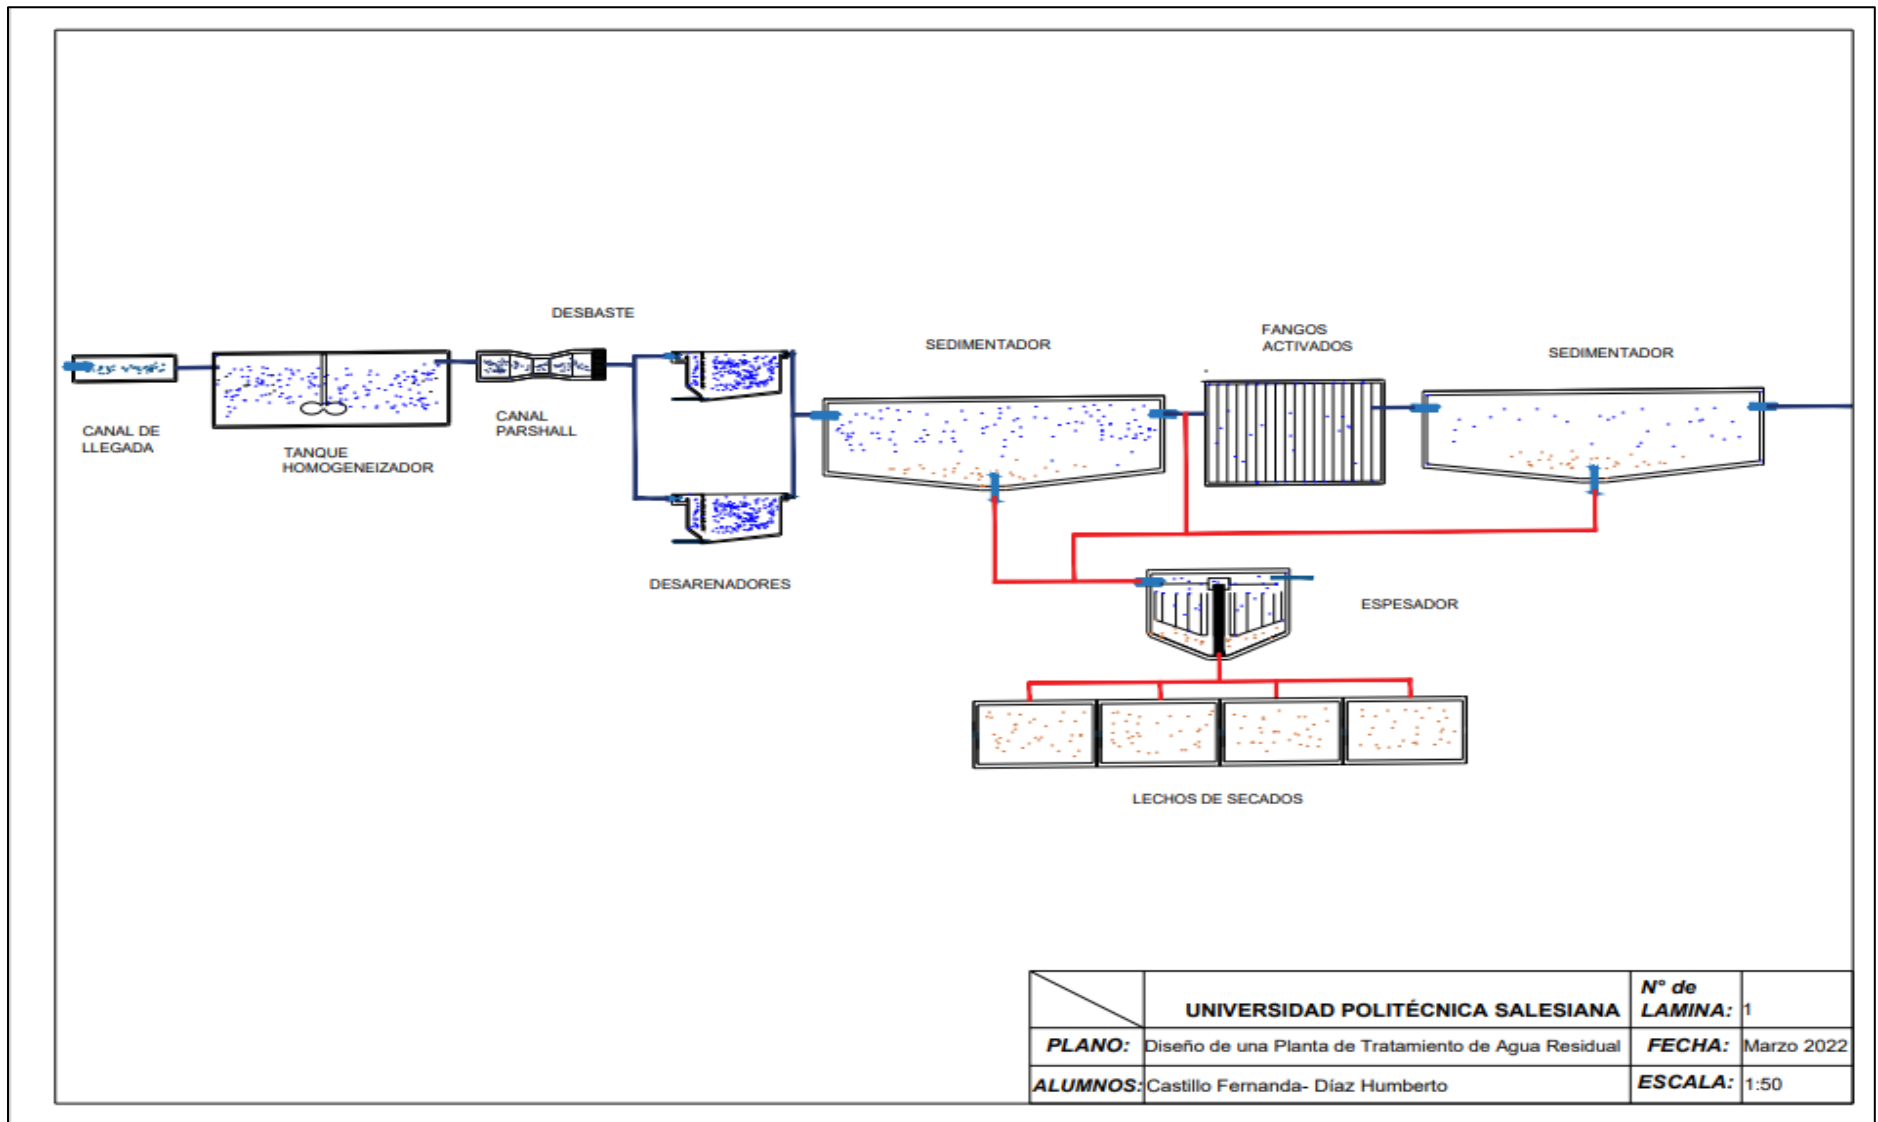 DESBASTE
SEDIMENTADOR
FANGOS
ACTIVADOS
SEDIMENTADOR
CANAL DE
LLEGADA
TANQUE
HOMOGENEIZADOR
CANAL
PARSHALL
DESARENADORES
ESPESADOR
LECHOS DE SECADOS
UNIVERSIDAD POLITÉCNICA SALESIANA
N° de
LAMINA: 1
PLANO: Diseño de una Planta de Tratamiento de Agua Residual
FECHA: Marzo 2022
ALUMNOS: Castillo Fernanda- Díaz Humberto
ESCALA: 1:50